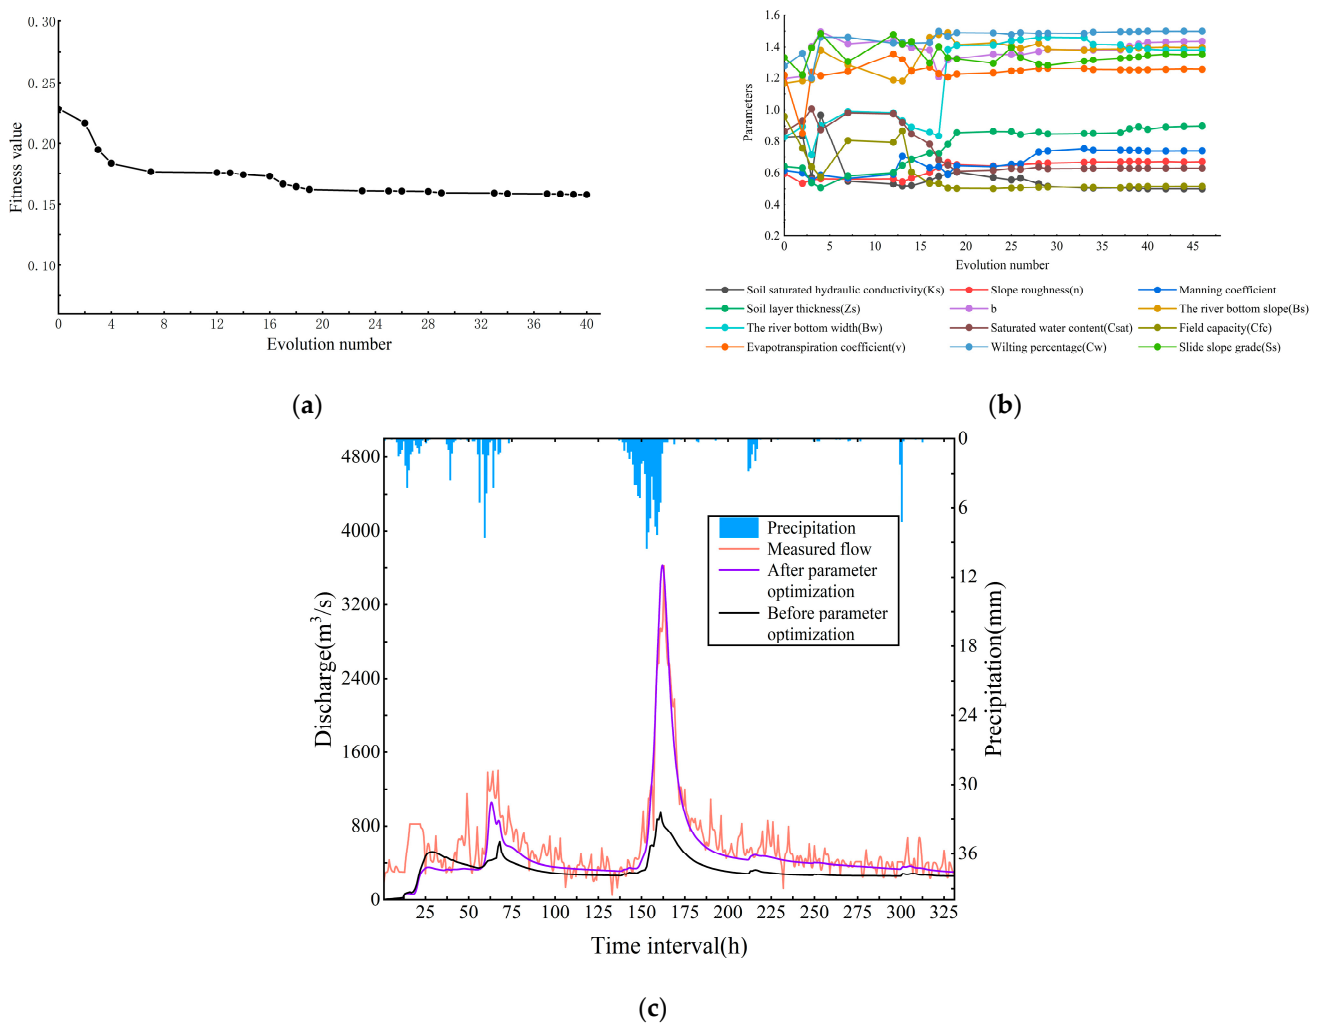 0.30
0.25
0.20
0.15
0.10
Fitness value
0 4 8 12 16 20 24 28 32 36 40
Evolution number
(a)
1.6
1.4
1.2
1.0
0.8
0.6
0.4
0.2
Parameters
0 5 10 15 20 25 30 35 40 45
Evolution number
Soil saturated hydraulic conductivity(Ks) Slope roughness(n) Manning coefficient
Soil layer thickness(Zs) b The river bottom slope(Bs)
The river bottom width(Bw) Saturated water content(Csat) Field capacity(Cfc)
Evapotranspiration coefficient(v) Wilting percentage(Cw) Slide slope grade(Ss)
(b)
4800
4000
3200
2400
1600
800
0
Discharge(m³/s)
Precipitation
Measured flow
After parameter
optimization
Before parameter
optimization
0
6
12
18
24
30
36
Precipitation(mm)
25 50 75 100 125 150 175 200 225 250 275 300 325
Time interval(h)
(c)